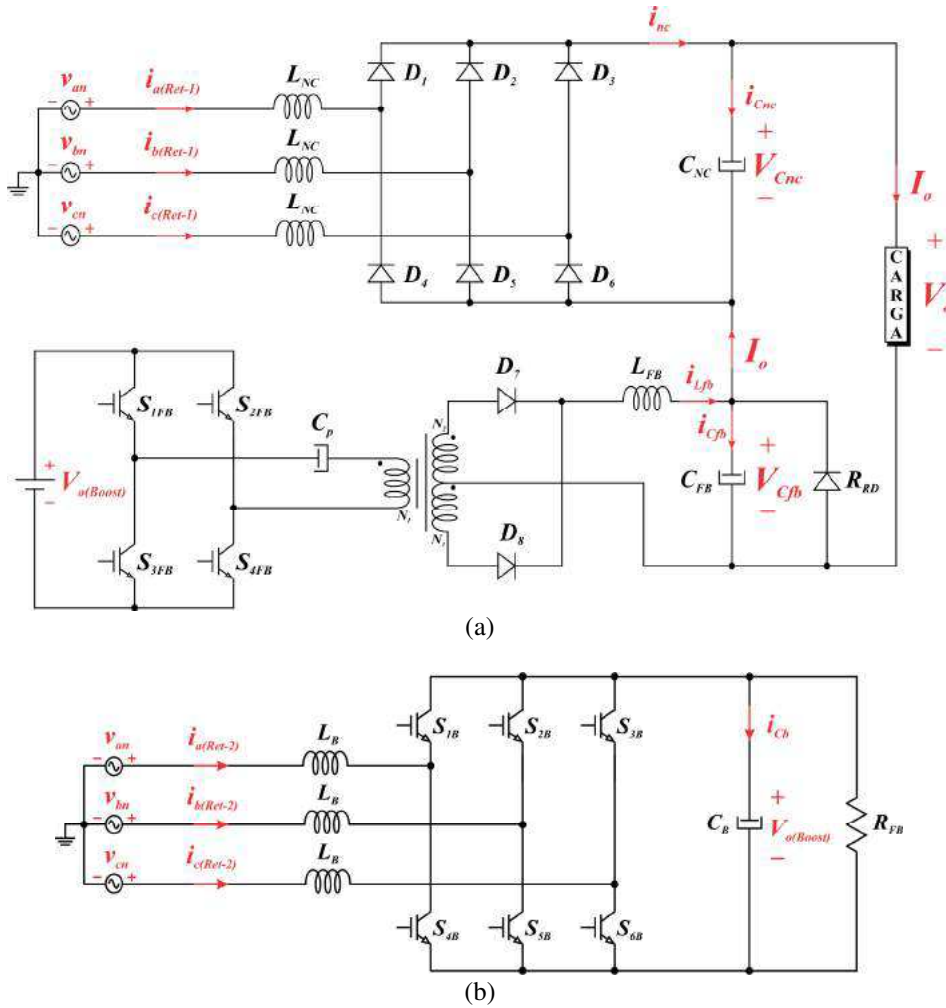 i_nc
L_NC
D_1 D_2 D_3
v_an
i_a(Ret-1)
i_Cnc
L_NC
v_bn
i_b(Ret-1)
C_NC
V_Cnc
I_o
L_NC
v_cn
i_c(Ret-1)
D_4 D_5 D_6
CARGA
I_o
D_7
L_FB
i_Lfb
S_1FB S_2FB
C_p
i_Cfb
V_o(Boost)
C_FB
V_Cfb
R_RD
S_3FB S_4FB
D_8
(a)
S_1B S_2B S_3B
v_an
i_a(Ret-2)
L_B
i_Cb
v_bn
i_b(Ret-2)
L_B
C_B
V_o(Boost)
R_FB
v_cn
i_c(Ret-2)
L_B
S_4B S_5B S_6B
(b)